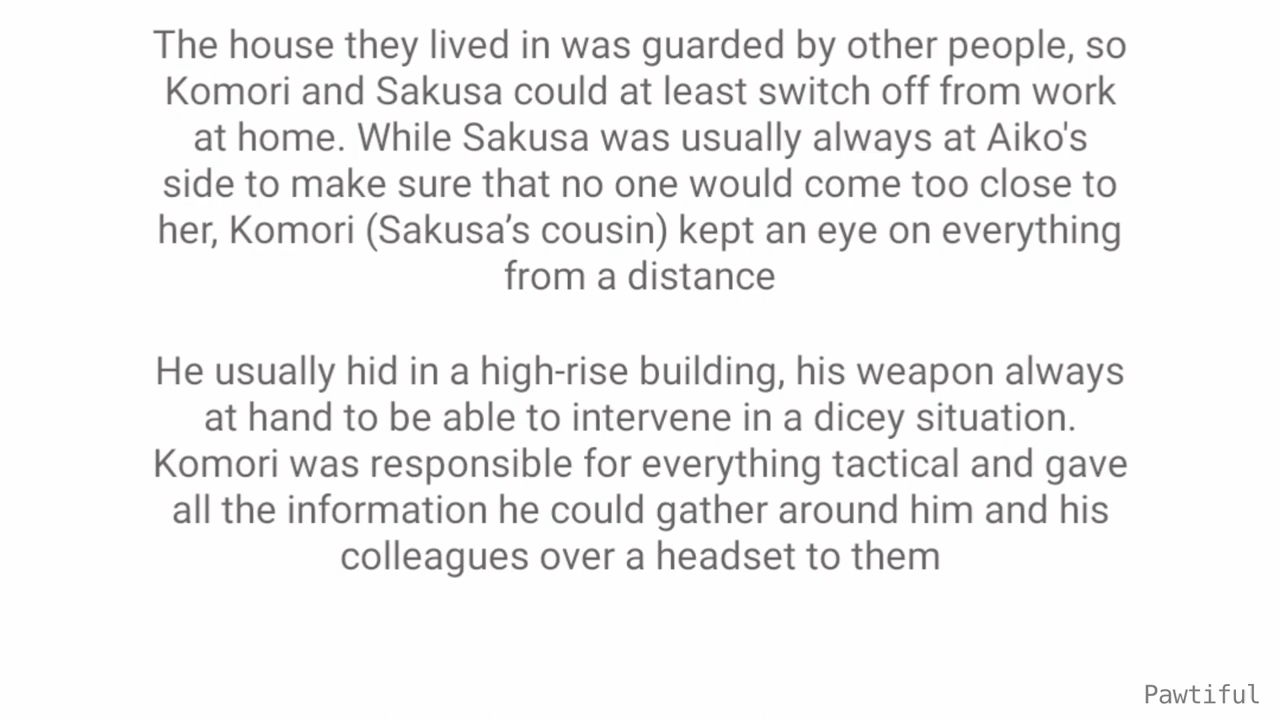 The house they lived in was guarded by other people, so
Komori and Sakusa could at least switch off from work
at home. While Sakusa was usually always at Aiko's
side to make sure that no one would come too close to
her, Komori (Sakusa’s cousin) kept an eye on everything
from a distance
He usually hid in a high-rise building, his weapon always
at hand to be able to intervene in a dicey situation.
Komori was responsible for everything tactical and gave
all the information he could gather around him and his
colleagues over a headset to them
Pawtiful